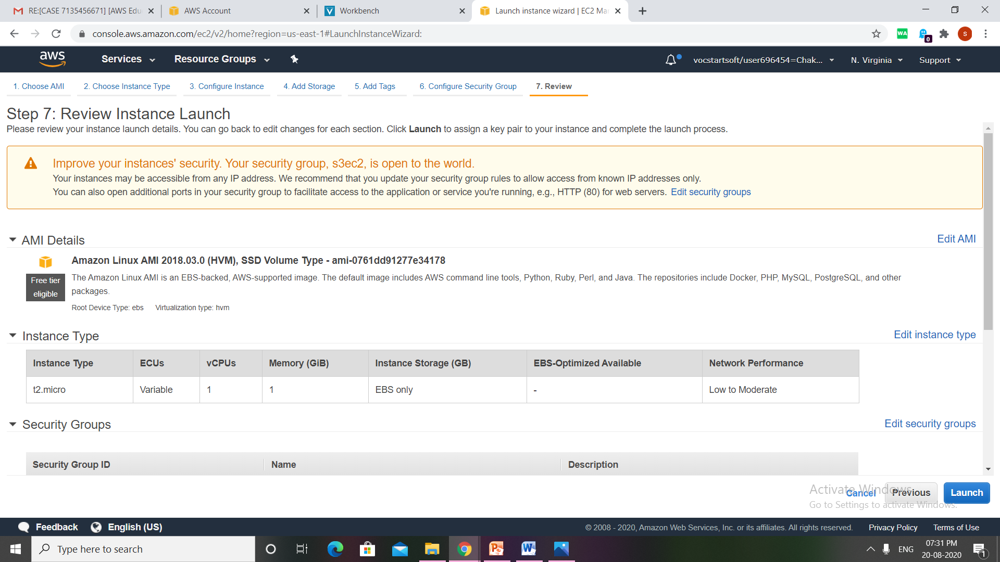 RE:[CASE 7135456671] [AWS Edu
AWS Account
Workbench
Launch instance wizard | EC2 Ma
console.aws.amazon.com/ec2/v2/home?region=us-east-1#LaunchInstanceWizard:
WA
0
s
aws
Services
Resource Groups
vocstartsoft/user696454=Chak...
N. Virginia
Support
1. Choose AMI
2. Choose Instance Type
3. Configure Instance
4. Add Storage
5. Add Tags
6. Configure Security Group
7. Review
Step 7: Review Instance Launch
Please review your instance launch details. You can go back to edit changes for each section. Click Launch to assign a key pair to your instance and complete the launch process.
Improve your instances' security. Your security group, s3ec2, is open to the world.
Your instances may be accessible from any IP address. We recommend that you update your security group rules to allow access from known IP addresses only.
You can also open additional ports in your security group to facilitate access to the application or service you're running, e.g., HTTP (80) for web servers. Edit security groups
AMI Details
Edit AMI
Amazon Linux AMI 2018.03.0 (HVM), SSD Volume Type - ami-0761dd91277e34178
Free tier
eligible
The Amazon Linux AMI is an EBS-backed, AWS-supported image. The default image includes AWS command line tools, Python, Ruby, Perl, and Java. The repositories include Docker, PHP, MySQL, PostgreSQL, and other
packages.
Root Device Type: ebs Virtualization type: hvm
Instance Type
Edit instance type
Instance Type ECUs vCPUs Memory (GiB) Instance Storage (GB) EBS-Optimized Available Network Performance
t2.micro Variable 1 1 EBS only - Low to Moderate
Security Groups
Edit security groups
Security Group ID Name Description
Activate Windows
Go to Settings to activate Windows.
Cancel
Previous
Launch
Feedback
English (US)
© 2008 - 2020, Amazon Web Services, Inc. or its affiliates. All rights reserved.
Privacy Policy
Terms of Use
Type here to search
ENG
07:31 PM
20-08-2020
1